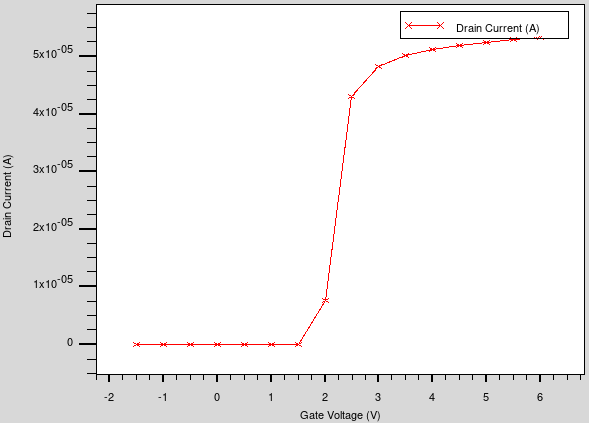 Drain Current (A)
5x10-05
4x10-05
3x10-05
2x10-05
1x10-05
0
Drain Current (A)
-2 -1 0 1 2 3 4 5 6
Gate Voltage (V)